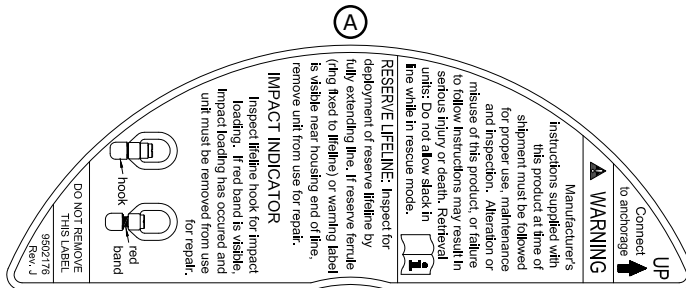 A
UP
Connect
to anchorage
WARNING
Manufacturer's
instructions supplied with
this product at time of
shipment must be followed
for proper use, maintenance
and inspection. Alteration or
misuse of this product, or failure
to follow instructions may result in
serious injury or death. Retrieval
units: Do not allow slack in
line while in rescue mode.
RESERVE LIFELINE: Inspect for
deployment of reserve lifeline by
fully extending line. If reserve ferrule
(ring fixed to lifeline) or warning label
is visible near housing end of line,
remove unit from use for repair.
IMPACT INDICATOR
Inspect lifeline hook for impact
loading. If red band is visible,
impact loading has occured and
unit must be removed from use
for repair.
hook
red
band
DO NOT REMOVE
THIS LABEL
9502176
Rev. J